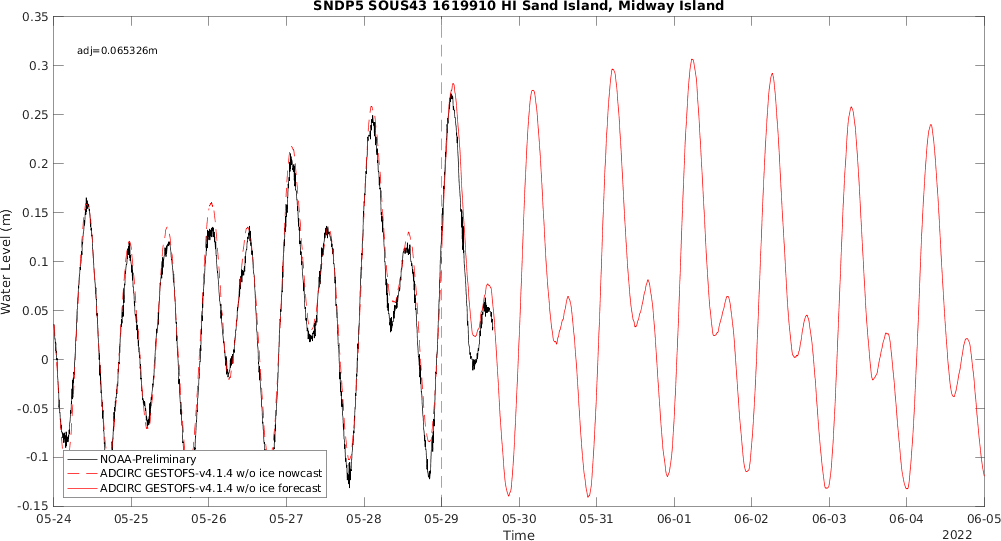 SNDP5 SOUS43 1619910 HI Sand Island, Midway Island
adj=0.065326m
0.35
0.3
0.25
0.2
0.15
0.1
0.05
0
-0.05
-0.1
-0.15
Water Level (m)
NOAA-Preliminary
ADCIRC GESTOFS-v4.1.4 w/o ice nowcast
ADCIRC GESTOFS-v4.1.4 w/o ice forecast
05-24 05-25 05-26 05-27 05-28 05-29 05-30 05-31 06-01 06-02 06-03 06-04 06-05
Time
2022